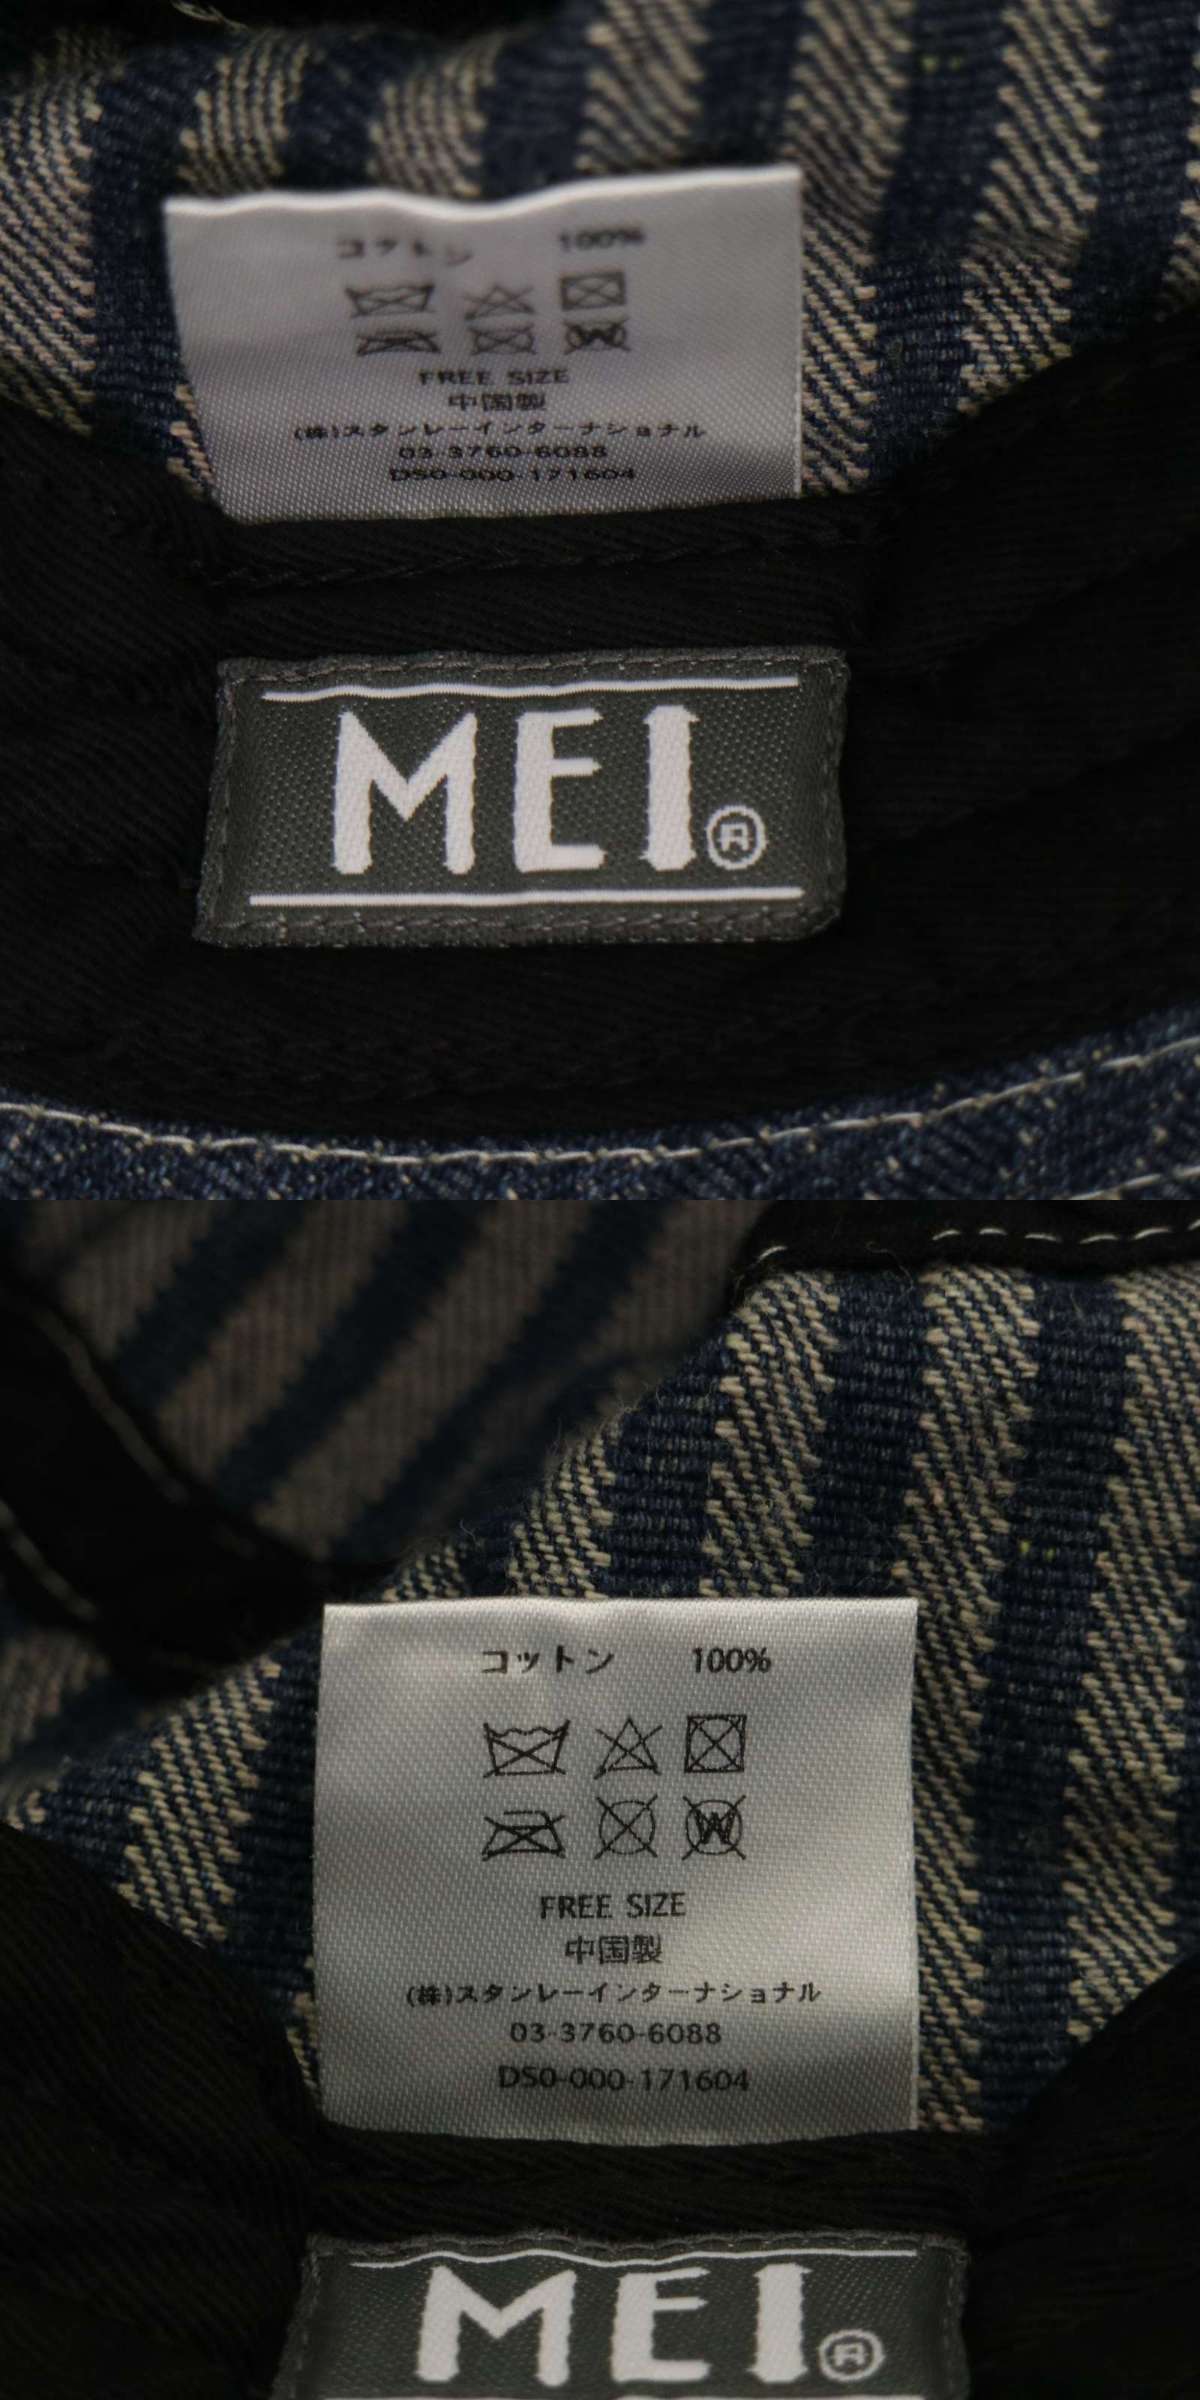 コットン 100%
FREE SIZE
中国製
(株)スタンレーインターナショナル
03-3760-6088
DS0-000-171604
MEI®
コットン 100%
W
FREE SIZE
中国製
(株)スタンレーインターナショナル
03-3760-6088
DS0-000-171604
MEI®